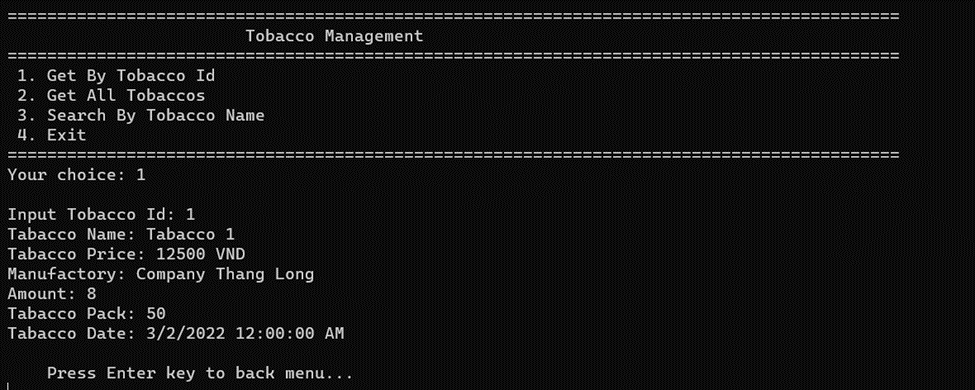 ==========================================================================================
Tobacco Management
==========================================================================================
1. Get By Tobacco Id
2. Get All Tobaccos
3. Search By Tobacco Name
4. Exit
==========================================================================================
Your choice: 1
Input Tobacco Id: 1
Tabacco Name: Tabacco 1
Tabacco Price: 12500 VND
Manufactory: Company Thang Long
Amount: 8
Tabacco Pack: 50
Tabacco Date: 3/2/2022 12:00:00 AM
Press Enter key to back menu...